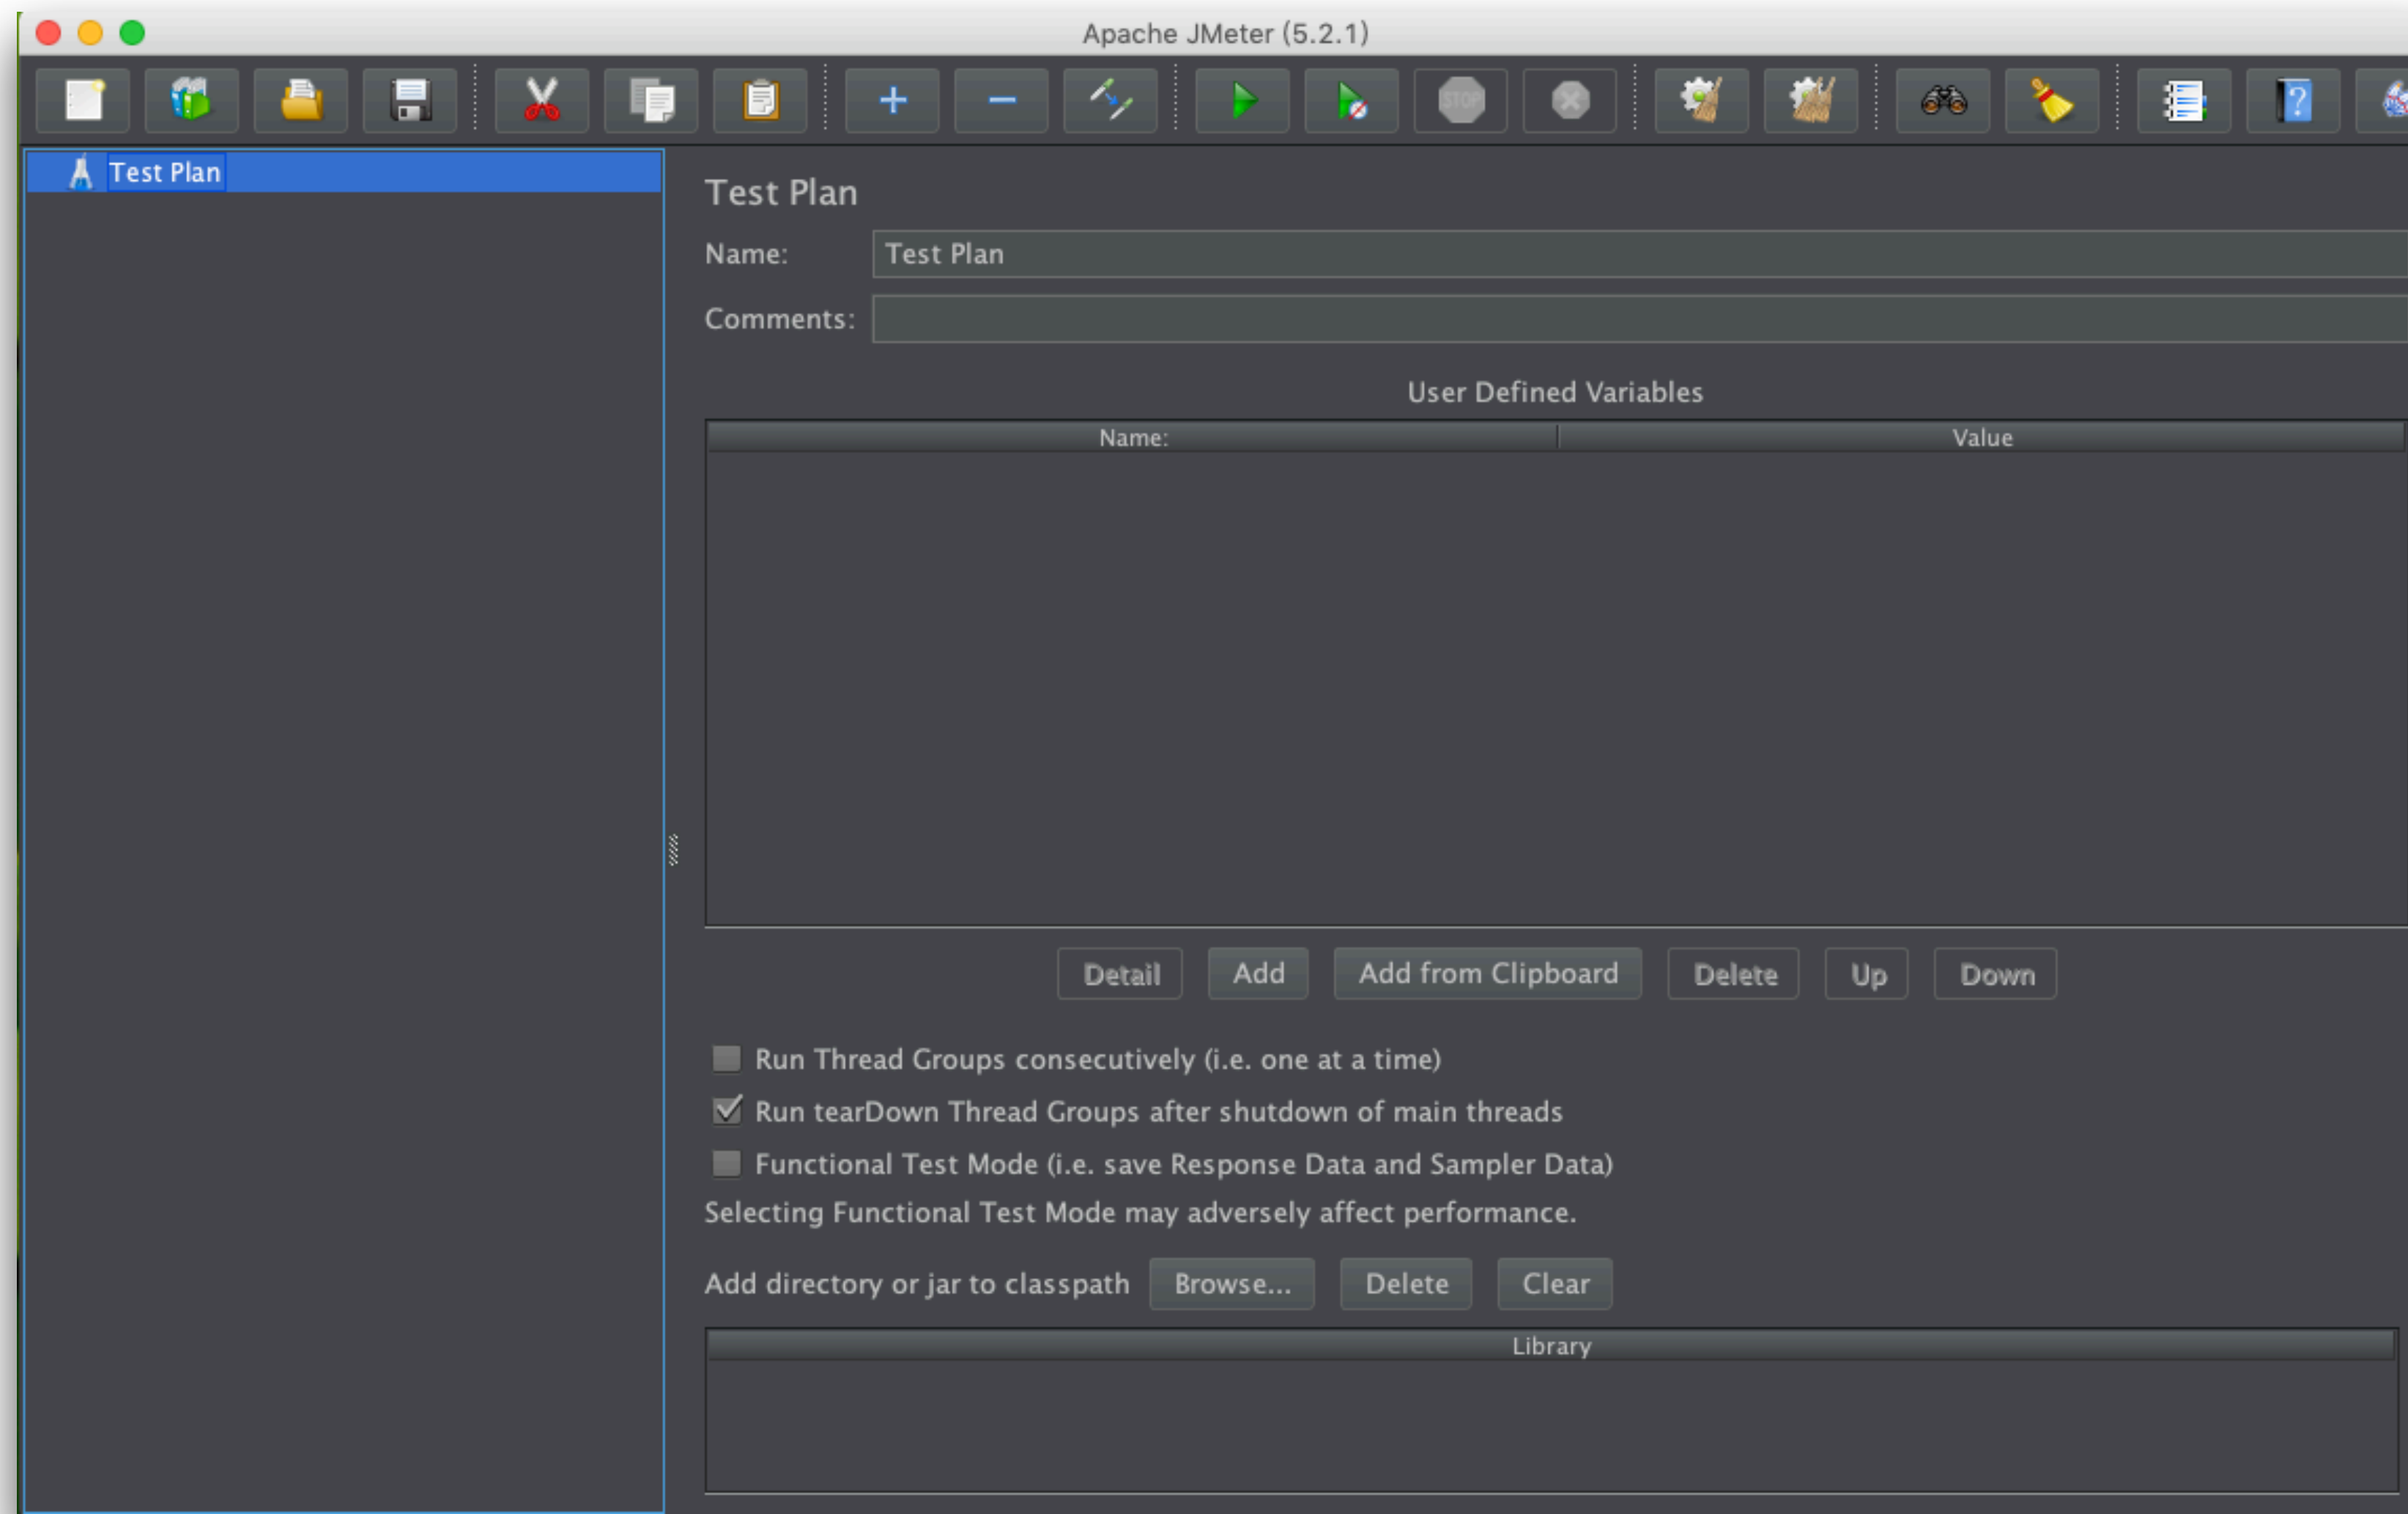 Apache JMeter (5.2.1)
STOP
?
Test Plan
Test Plan
Name: Test Plan
Comments:
User Defined Variables
Name: Value
Detail Add Add from Clipboard Delete Up Down
Run Thread Groups consecutively (i.e. one at a time)
Run tearDown Thread Groups after shutdown of main threads
Functional Test Mode (i.e. save Response Data and Sampler Data)
Selecting Functional Test Mode may adversely affect performance.
Add directory or jar to classpath Browse... Delete Clear
Library